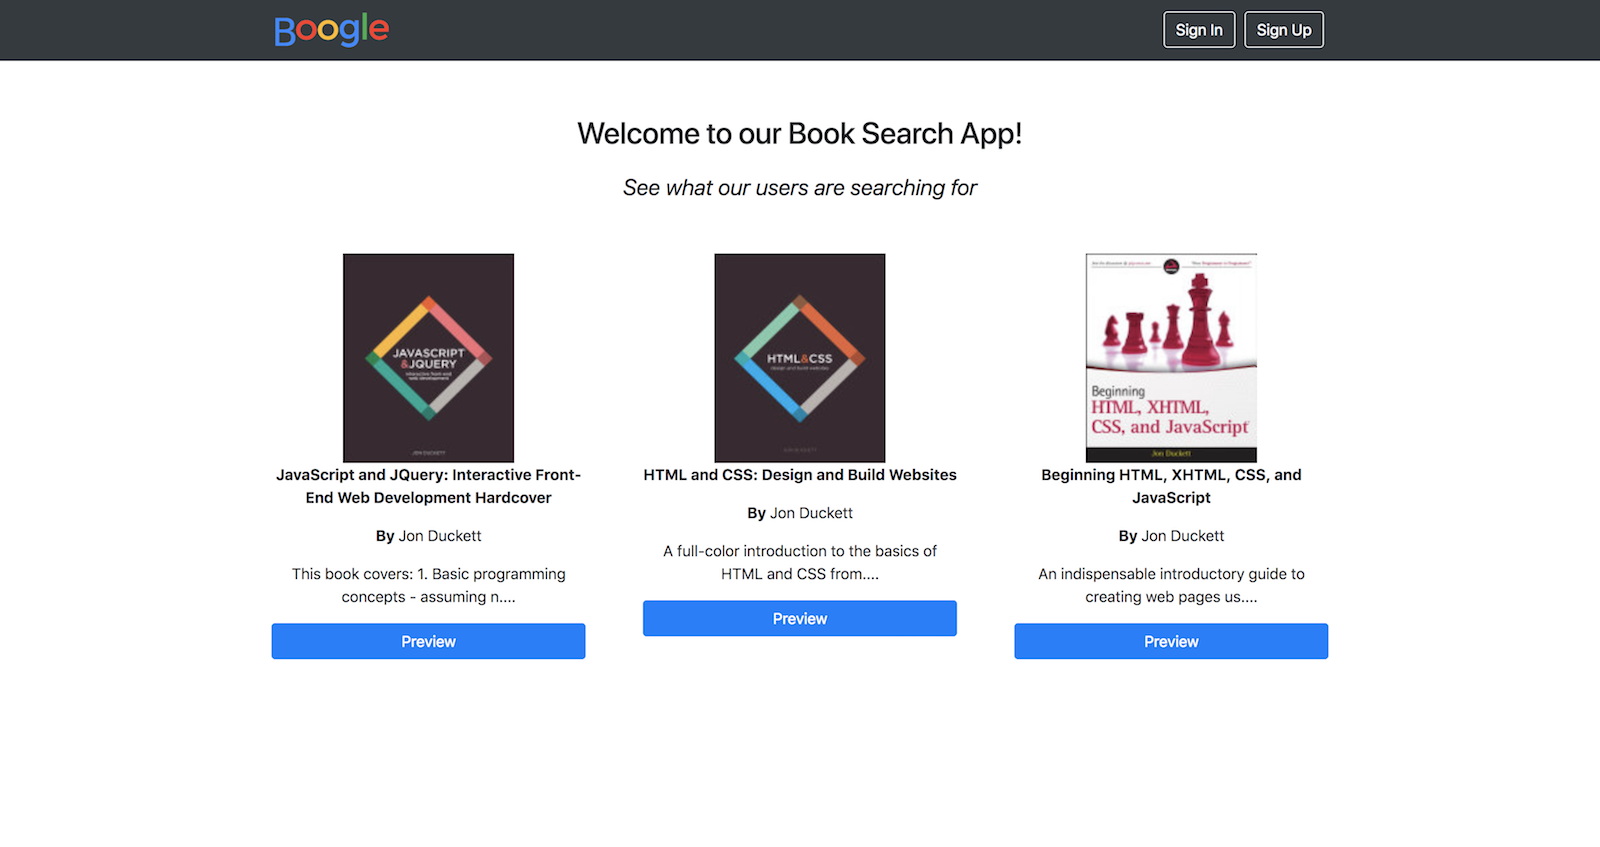 Boogle
Sign In
Sign Up
Welcome to our Book Search App!
See what our users are searching for
JAVASCRIPT
&JQUERY
interactive front-end
web development
JON DUCKETT
JavaScript and JQuery: Interactive Front-
End Web Development Hardcover
By Jon Duckett
This book covers: 1. Basic programming
concepts - assuming n....
Preview
HTML&CSS
design and build websites
JON DUCKETT
HTML and CSS: Design and Build Websites
By Jon Duckett
A full-color introduction to the basics of
HTML and CSS from....
Preview
Beginning
HTML, XHTML,
CSS, and JavaScript
Jon Duckett
Beginning HTML, XHTML, CSS, and
JavaScript
By Jon Duckett
An indispensable introductory guide to
creating web pages us....
Preview